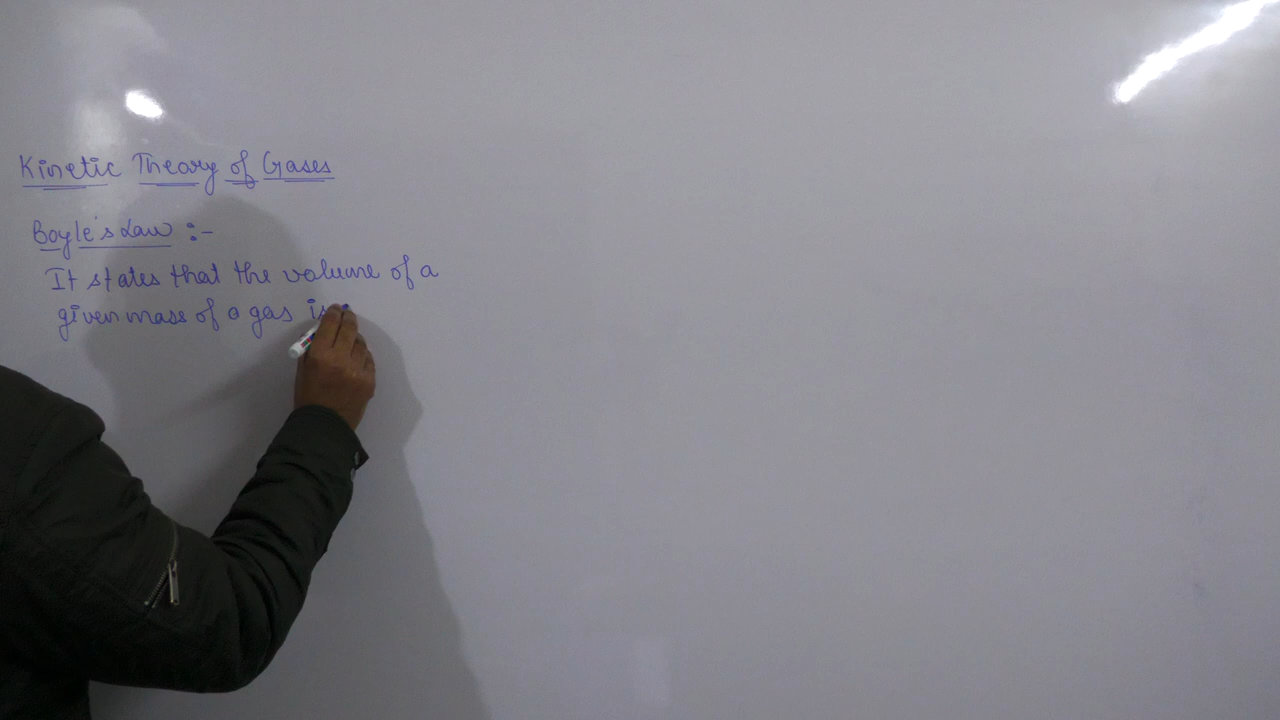 Kinetic Theory of Gases
Boyle's Law :-
It states that the volume of a
given mass of a gas is